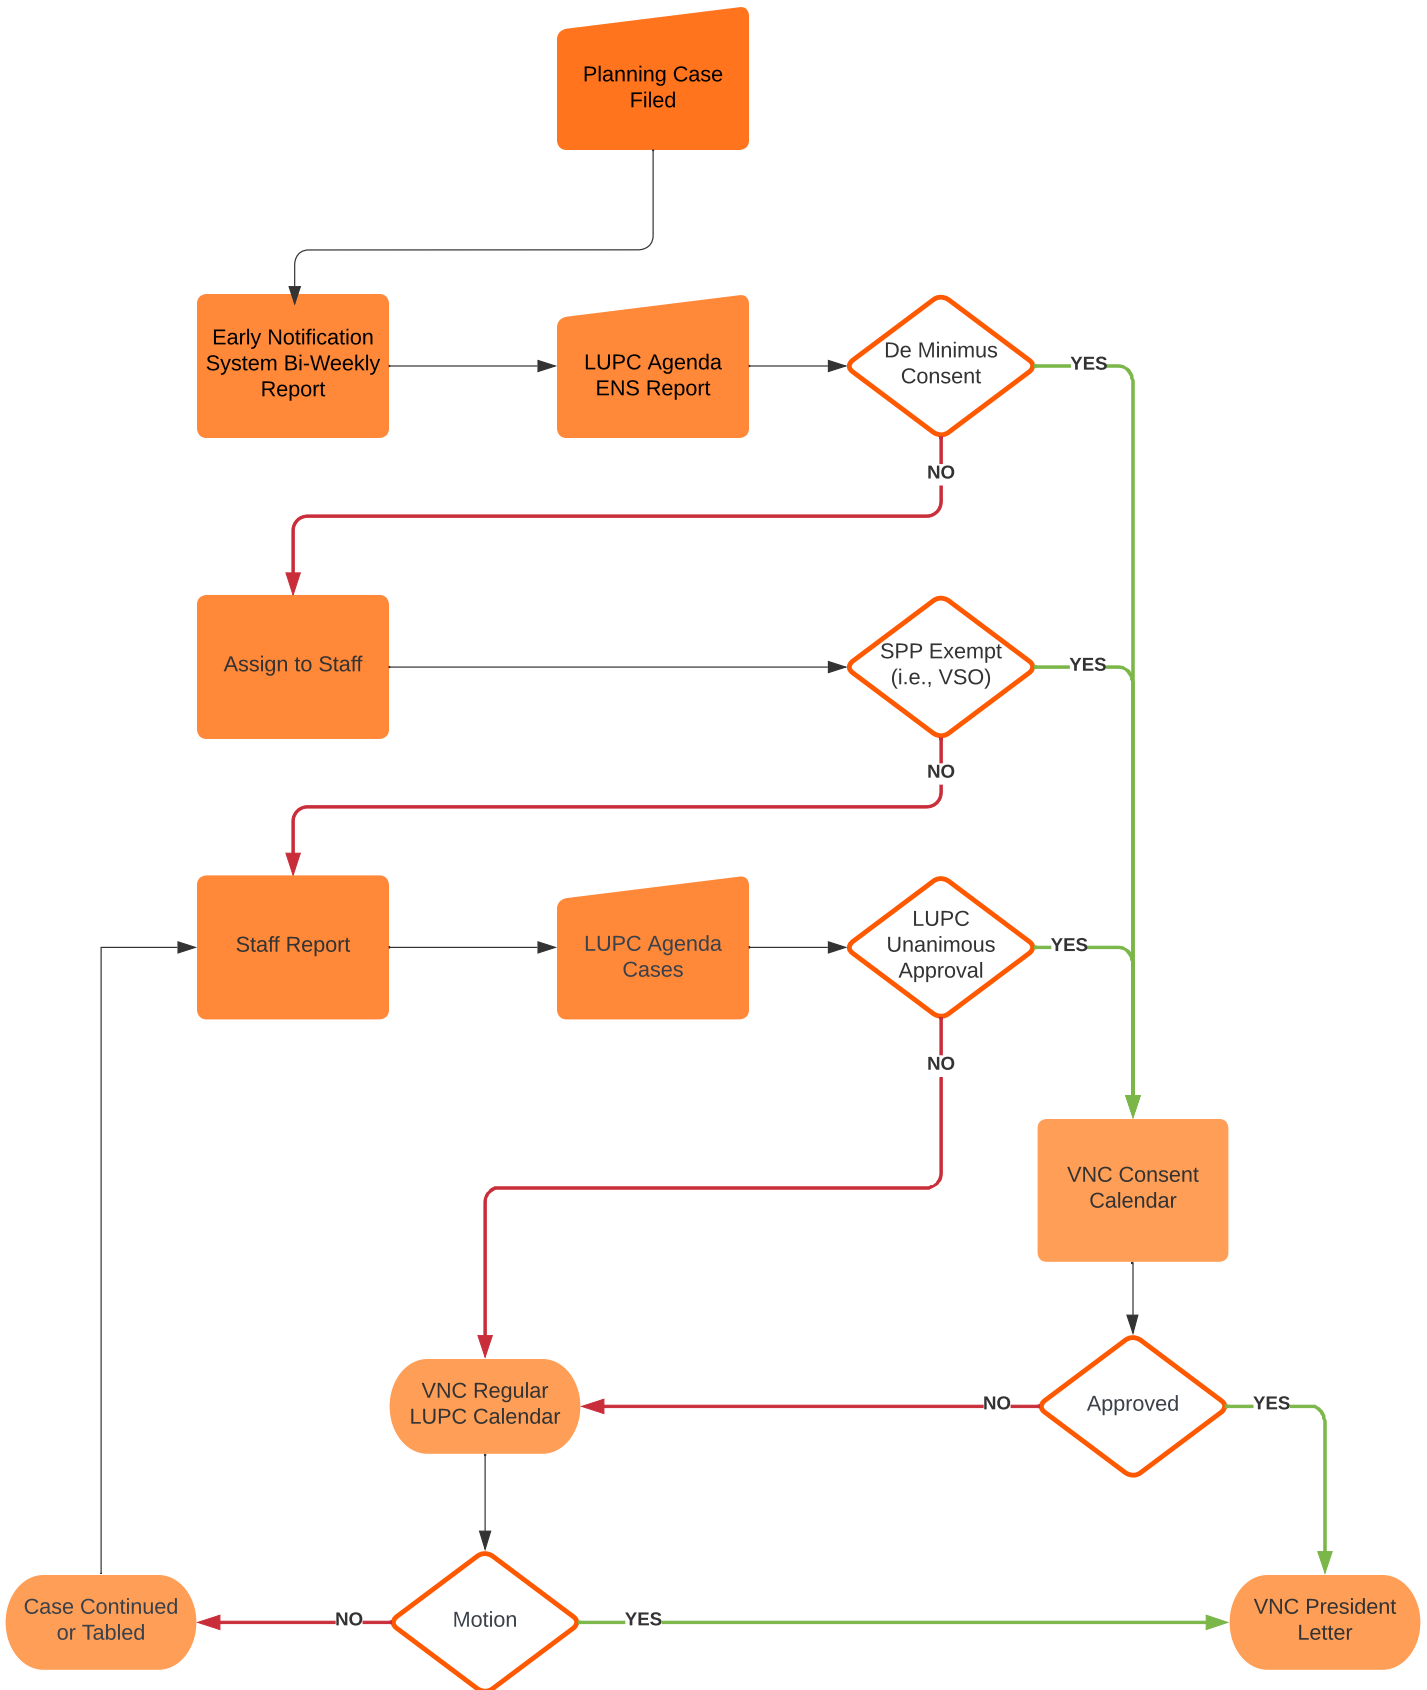 Planning Case
Filed
Early Notification
System Bi-Weekly
Report
LUPC Agenda
ENS Report
De Minimus
Consent
YES
NO
Assign to Staff
SPP Exempt
(i.e., VSO)
YES
NO
Staff Report
LUPC Agenda
Cases
LUPC
Unanimous
Approval
YES
NO
VNC Consent
Calendar
VNC Regular
LUPC Calendar
NO
Approved
YES
Case Continued
or Tabled
NO
Motion
YES
VNC President
Letter